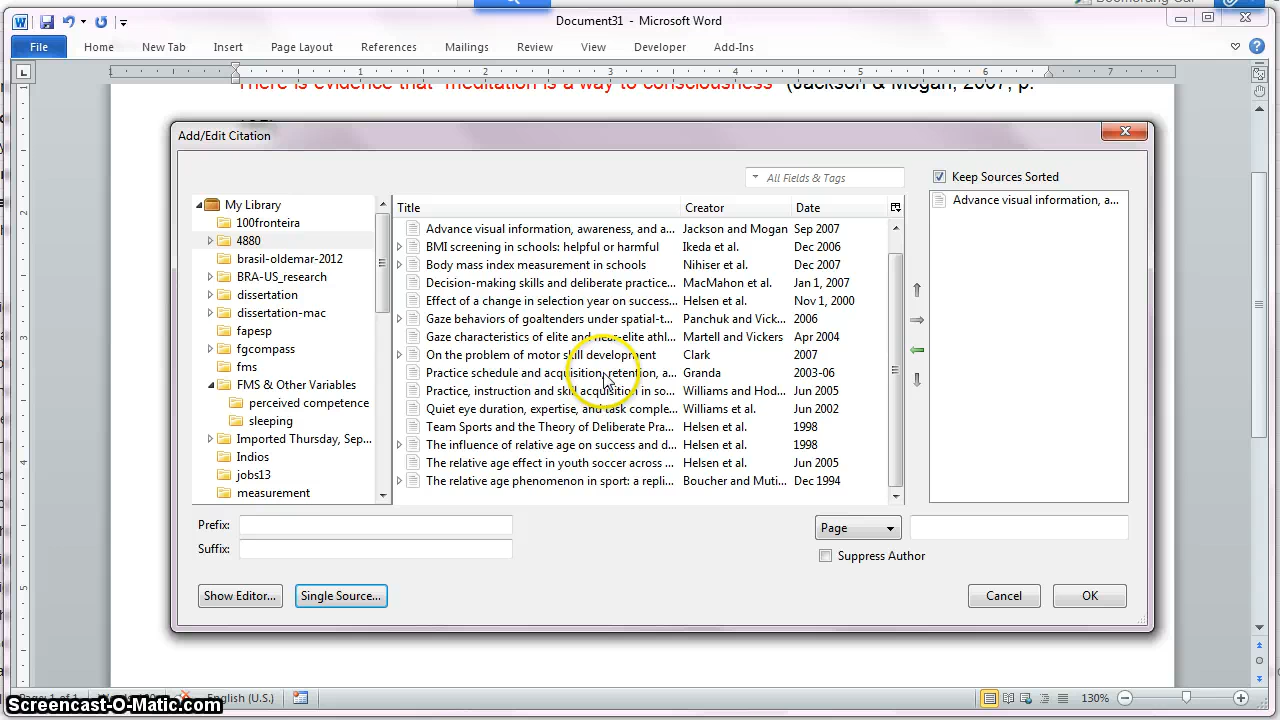 Document31 - Microsoft Word
File Home New Tab Insert Page Layout References Mailings Review View Developer Add-Ins
1 1 2 3 4 5 6 7
There is evidence that "meditation is a way to consciousness" (Jackson & Mogan, 2007, p.
Add/Edit Citation
All Fields & Tags
Keep Sources Sorted
My Library
100fronteira
4880
brasil-oldemar-2012
BRA-US_research
dissertation
dissertation-mac
fapesp
fgcompass
fms
FMS & Other Variables
perceived competence
sleeping
Imported Thursday, Sep...
Indios
jobs13
measurement
Title Creator Date
Advance visual information, awareness, and a... Jackson and Mogan Sep 2007
BMI screening in schools: helpful or harmful Ikeda et al. Dec 2006
Body mass index measurement in schools Nihiser et al. Dec 2007
Decision-making skills and deliberate practice... MacMahon et al. Jan 1, 2007
Effect of a change in selection year on success... Helsen et al. Nov 1, 2000
Gaze behaviors of goaltenders under spatial-t... Panchuk and Vick... 2006
Gaze characteristics of elite and near-elite athl... Martell and Vickers Apr 2004
On the problem of motor skill development Clark 2007
Practice schedule and acquisition, retention, a... Granda 2003-06
Practice, instruction and skill acquisition in so... Williams and Hod... Jun 2005
Quiet eye duration, expertise, and task comple... Williams et al. Jun 2002
Team Sports and the Theory of Deliberate Pra... Helsen et al. 1998
The influence of relative age on success and d... Helsen et al. 1998
The relative age effect in youth soccer across ... Helsen et al. Jun 2005
The relative age phenomenon in sport: a repli... Boucher and Muti... Dec 1994
Advance visual information, a...
Prefix:
Suffix:
Page
Suppress Author
Show Editor... Single Source... Cancel OK
English (U.S.) 130%
Screencast-O-Matic.com